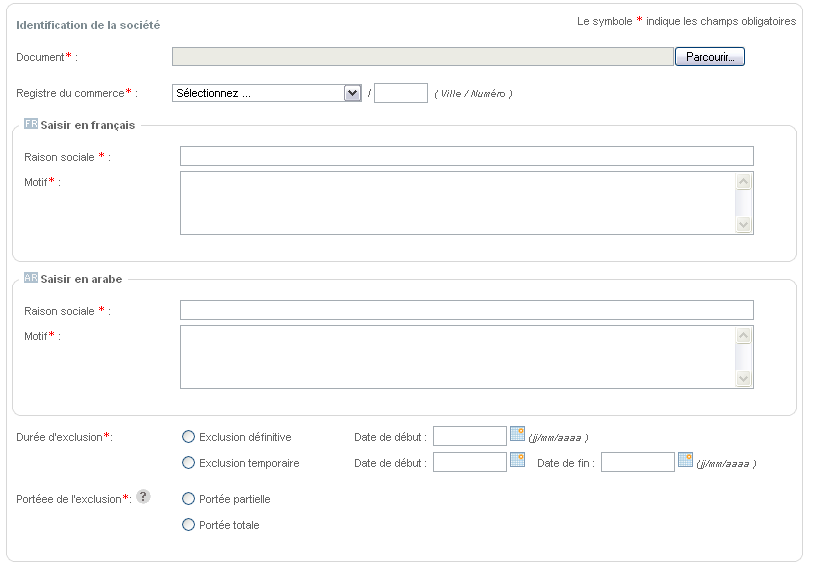 Identification de la société
Le symbole * indique les champs obligatoires
Document* :
Parcourir...
Registre du commerce* : Sélectionnez ... / ( Ville / Numéro )
FR Saisir en français
Raison sociale * :
Motif* :
AR Saisir en arabe
Raison sociale * :
Motif* :
Durée d'exclusion*: Exclusion définitive Date de début : (jj/mm/aaaa )
Exclusion temporaire Date de début : Date de fin : (jj/mm/aaaa )
Portéee de l'exclusion*: ? Portée partielle
Portée totale